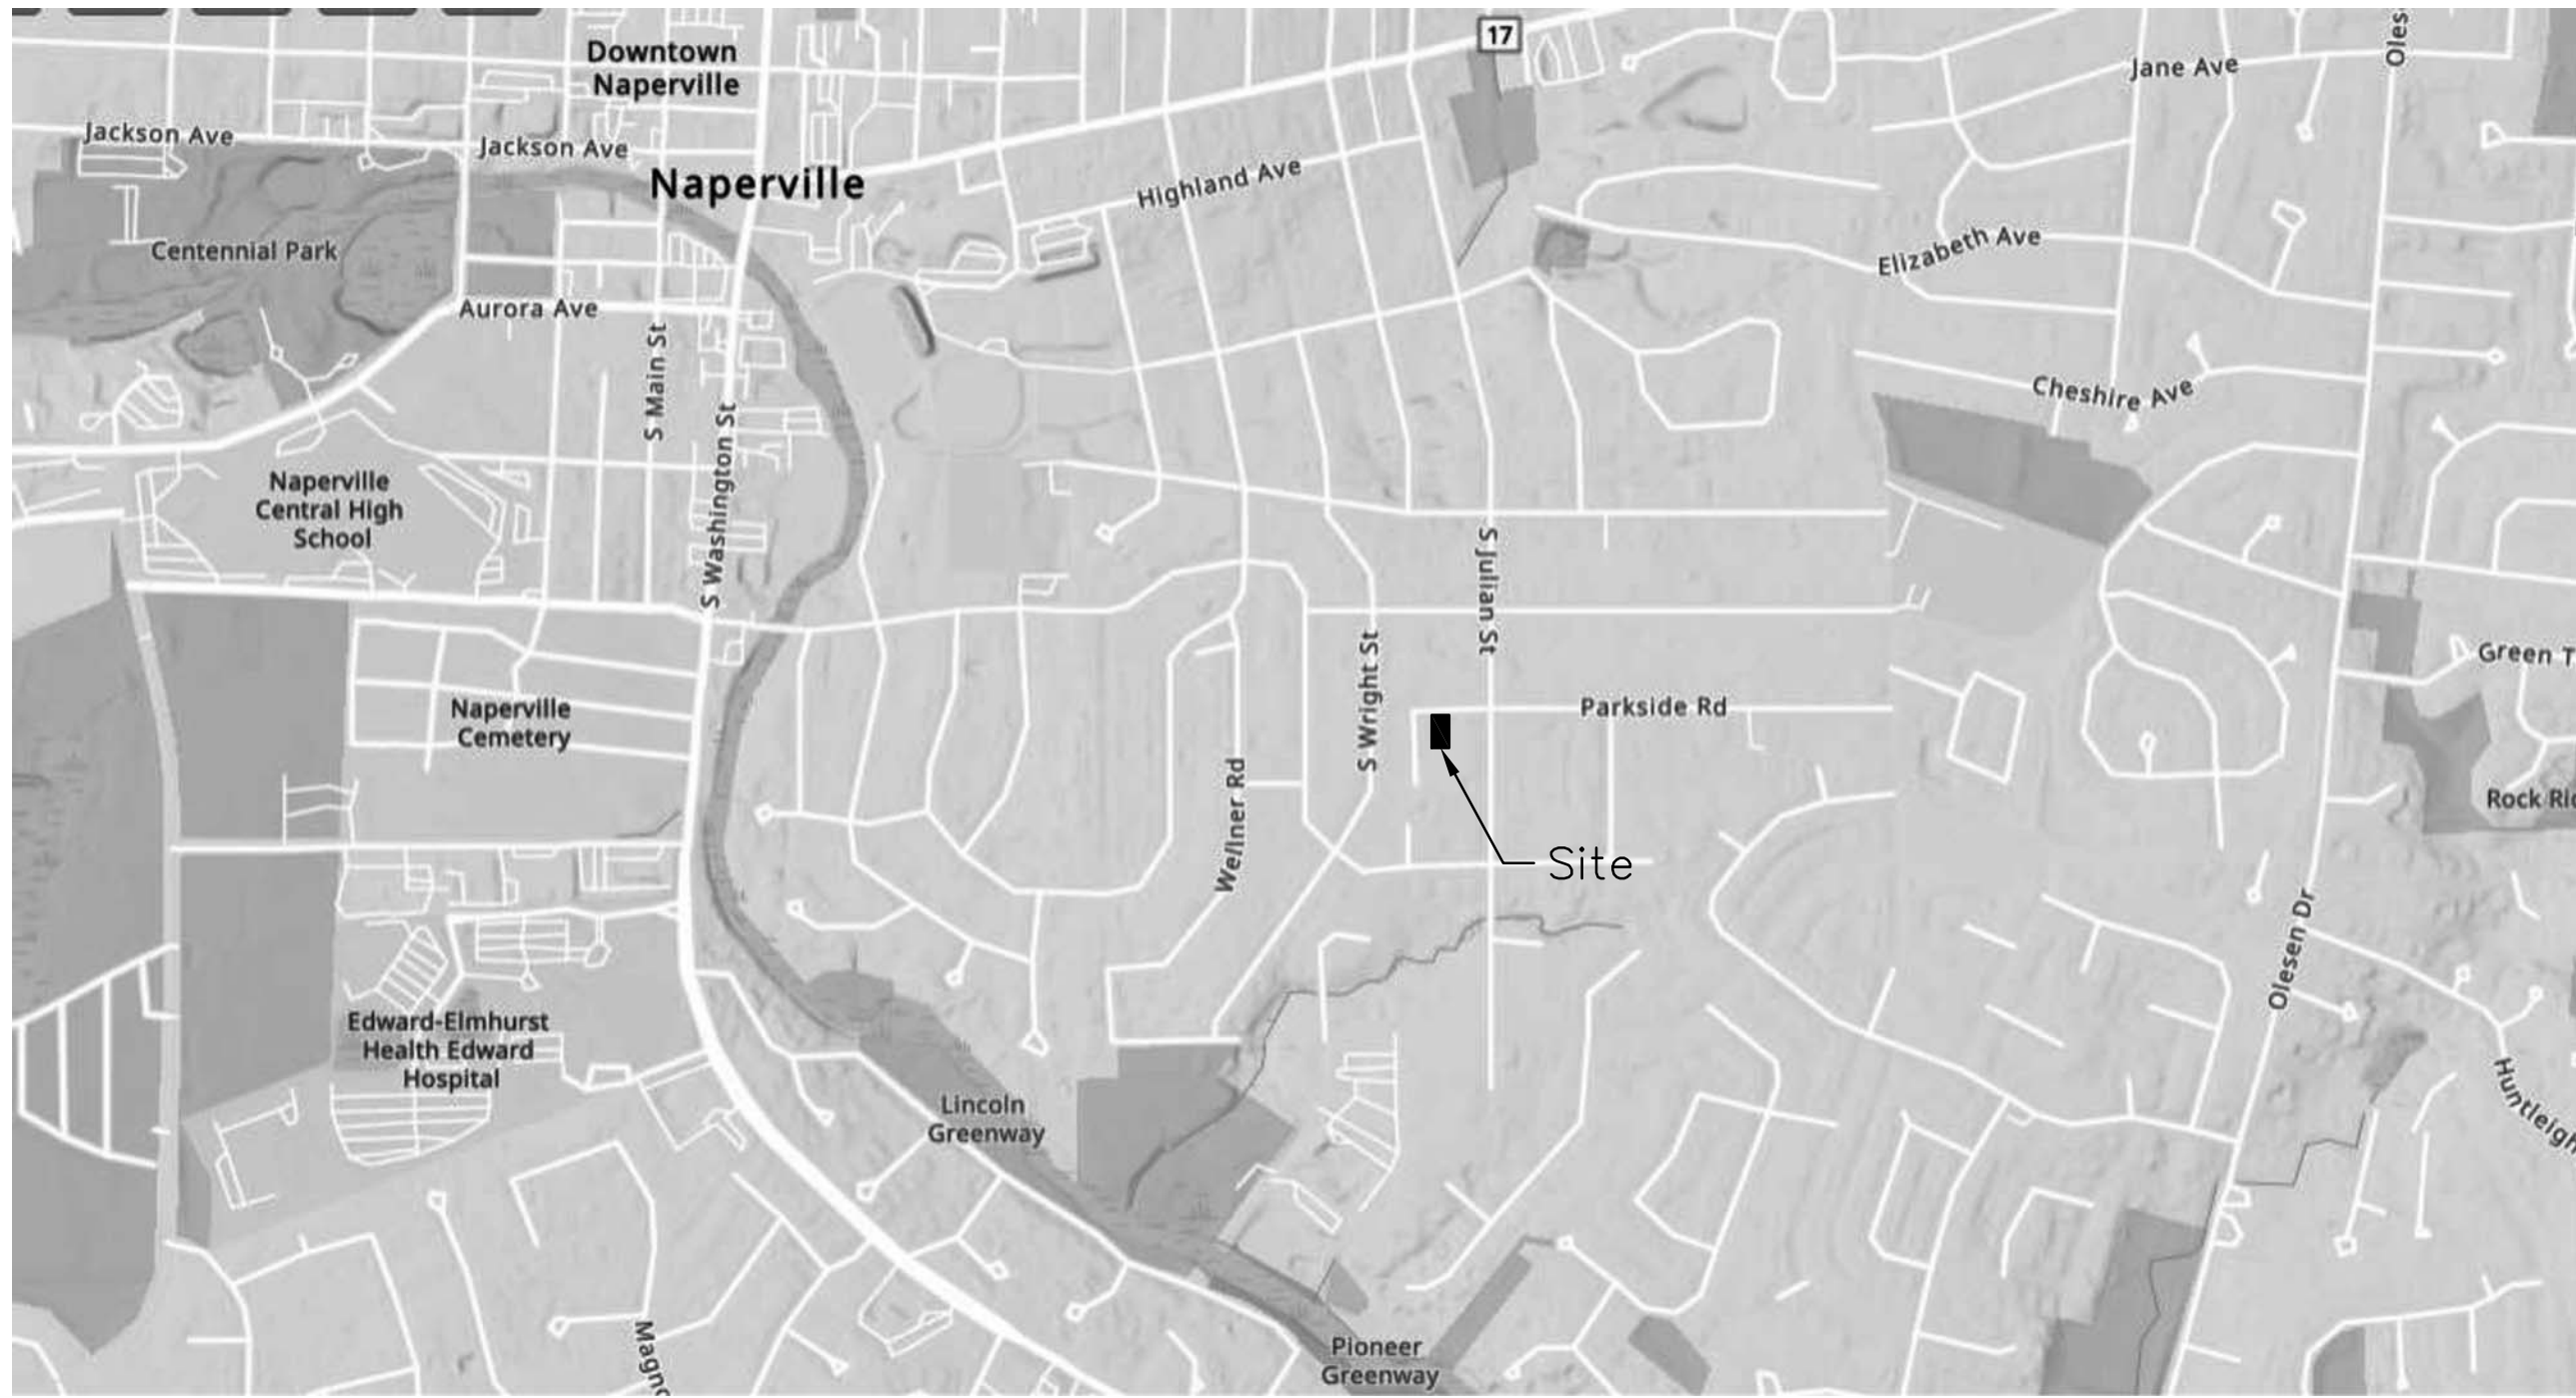 17
Oles
Downtown
Naperville
Jane Ave
Jackson Ave
Jackson Ave
Naperville
Highland Ave
Centennial Park
Elizabeth Ave
Aurora Ave
S Main St
Cheshire Ave
S Washington St
Naperville
Central High
School
S Julian St
S Wright St
Green T
Naperville
Cemetery
Parkside Rd
Wellner Rd
Rock Ri
Site
Olesen Dr
Edward-Elmhurst
Health Edward
Hospital
Lincoln
Greenway
Huntleigh
Magno
Pioneer
Greenway